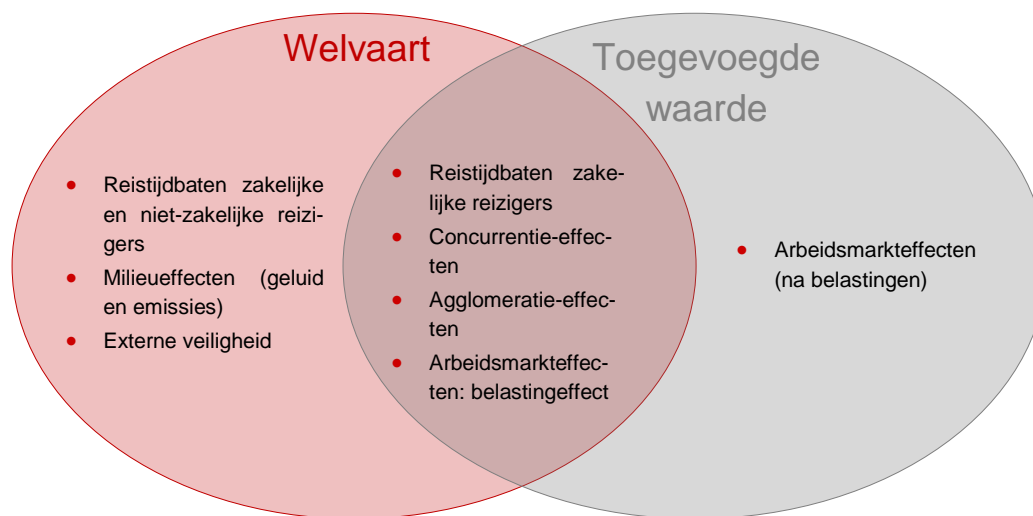 Welvaart
Toegevoegde
waarde
• Reistijdbaten zakelijke
en niet-zakelijke reizi-
gers
• Milieueffecten (geluid
en emissies)
• Externe veiligheid
• Reistijdbaten zake-
lijke reizigers
• Concurrentie-effec-
ten
• Agglomeratie-effec-
ten
• Arbeidsmarkteffec-
ten: belastingeffect
• Arbeidsmarkteffecten
(na belastingen)